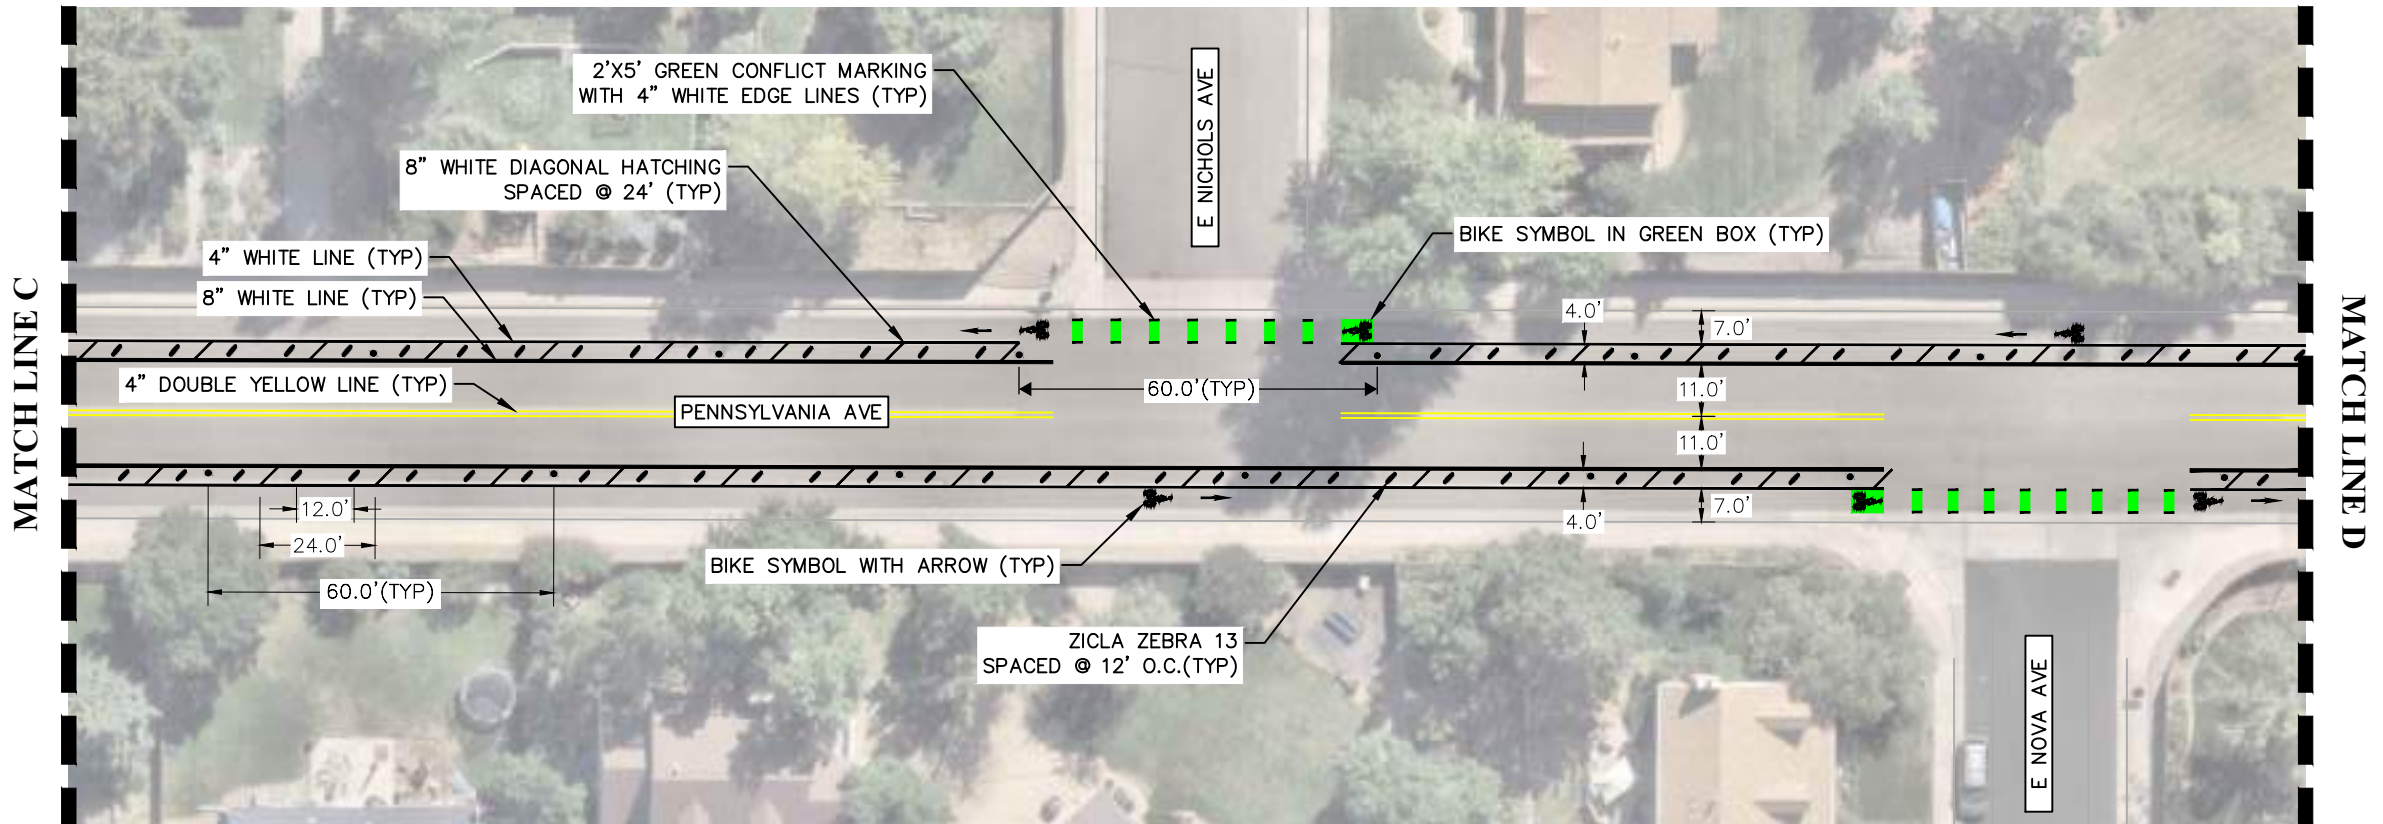 2'X5' GREEN CONFLICT MARKING
WITH 4" WHITE EDGE LINES (TYP)
E NICHOLS AVE
8" WHITE DIAGONAL HATCHING
SPACED @ 24' (TYP)
BIKE SYMBOL IN GREEN BOX (TYP)
4" WHITE LINE (TYP)
8" WHITE LINE (TYP)
MATCH LINE C
MATCH LINE D
4.0'
7.0'
4" DOUBLE YELLOW LINE (TYP)
60.0'(TYP)
11.0'
PENNSYLVANIA AVE
11.0'
12.0'
7.0'
4.0'
24.0'
BIKE SYMBOL WITH ARROW (TYP)
60.0'(TYP)
ZICLA ZEBRA 13
SPACED @ 12' O.C.(TYP)
E NOVA AVE